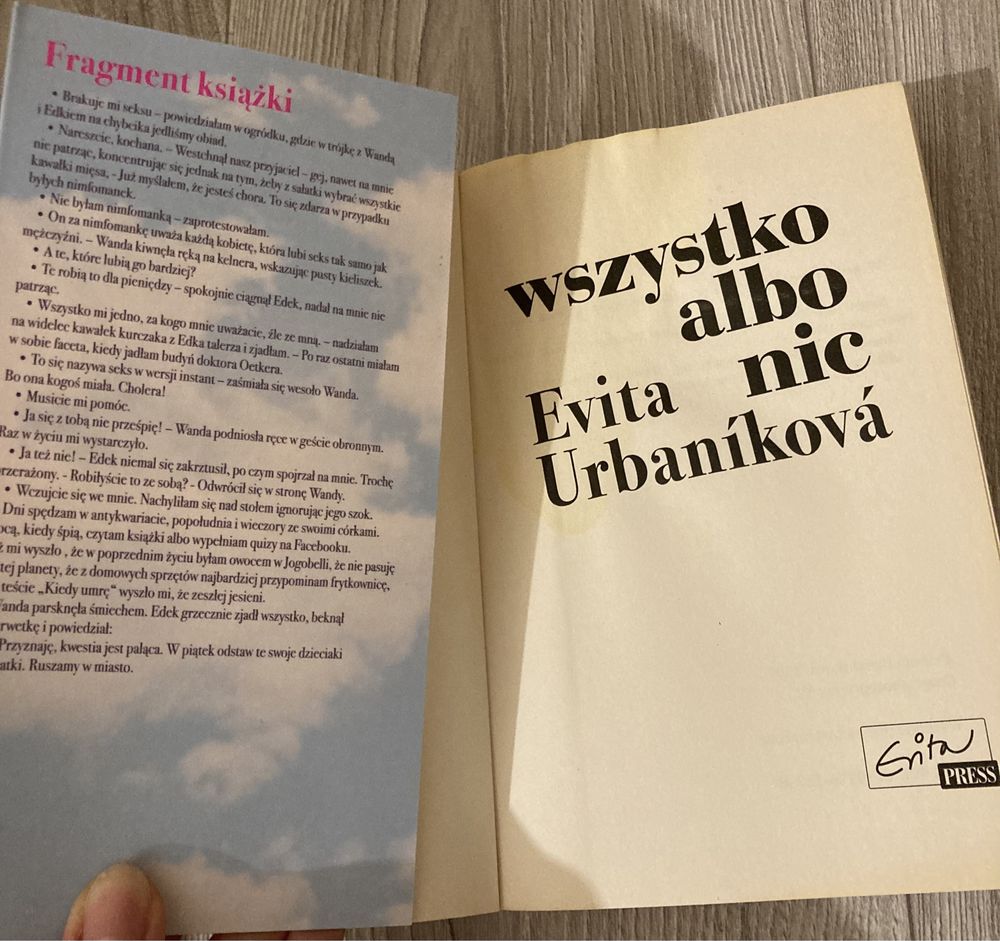 Fragment książki
• Brakuje mi seksu – powiedziałam w ogródku, gdzie w trójkę z Wandą
i Edkiem na chybcika jedliśmy obiad.
• Nareszcie, kochana. – Westchnął nasz przyjaciel – gej, nawet na mnie
nie patrząc, koncentrując się jednak na tym, żeby z sałatki wybrać wszystkie
kawałki mięsa, - Już myślałem, że jesteś chora. To się zdarza w przypadku
byłych nimfomanek.
• Nie byłam nimfomanką – zaprotestowałam.
• On za nimfomankę uważa każdą kobietę, która lubi seks tak samo jak
mężczyźni. – Wanda kiwnęła ręką na kelnera, wskazując pusty kieliszek.
• A te, które lubią go bardziej?
• Te robią to dla pieniędzy – spokojnie ciągnął Edek, nadal na mnie nie
patrząc.
• Wszystko mi jedno, za kogo mnie uważacie, źle ze mną. – nadziałam
na widelec kawałek kurczaka z Edka talerza i zjadłam. – Po raz ostatni miałam
w sobie faceta, kiedy jadłam budyń doktora Oetkera.
• To się nazywa seks w wersji instant – zaśmiała się wesoło Wanda.
Bo ona kogoś miała. Cholera!
• Musicie mi pomóc.
• Ja się z tobą nie prześpię! – Wanda podniosła ręce w geście obronnym.
Raz w życiu mi wystarczyło.
• Ja też nie! – Edek niemal się zakrztusił, po czym spojrzał na mnie. Trochę
rzerażony. - Robiłyście to ze sobą? - Odwrócił się w stronę Wandy.
• Wczujcie się we mnie. Nachyliłam się nad stołem ignorując jego szok.
Dni spędzam w antykwariacie, popołudnia i wieczory ze swoimi córkami.
ocą, kiedy śpią, czytam książki albo wypełniam quizy na Facebooku.
ż mi wyszło , że w poprzednim życiu byłam owocem w Jogobelli, że nie pasuję
tej planety, że z domowych sprzętów najbardziej przypominam frytkownicę,
teście „Kiedy umrę“ wyszło mi, że zeszłej jesieni.
anda parsknęła śmiechem. Edek grzecznie zjadł wszystko, beknął
rwetkę i powiedział:
Przyznaję, kwestia jest paląca. W piątek odstaw te swoje dzieciaki
atki. Ruszamy w miasto.
wszystko
albo
nic
Evita
Urbaníková
Evita
PRESS